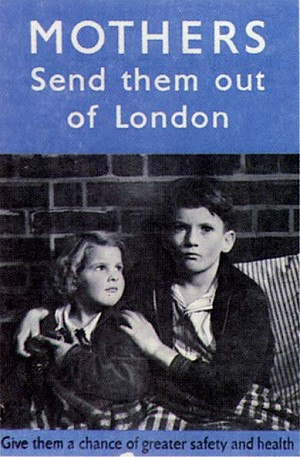 MOTHERS
Send them out
of London
Give them a chance of greater safety and health